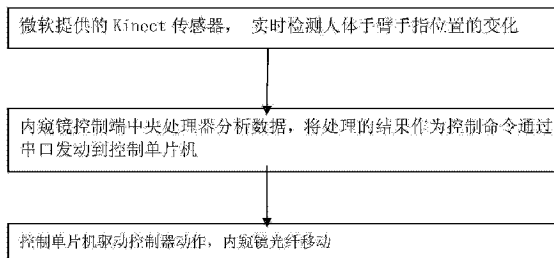 微软提供的 Kinect 传感器， 实时检测人体手臂手指位置的变化
内窥镜控制端中央处理器分析数据，将处理的结果作为控制命令通过
串口发动到控制单片机
控制单片机驱动控制器动作，内窥镜光纤移动